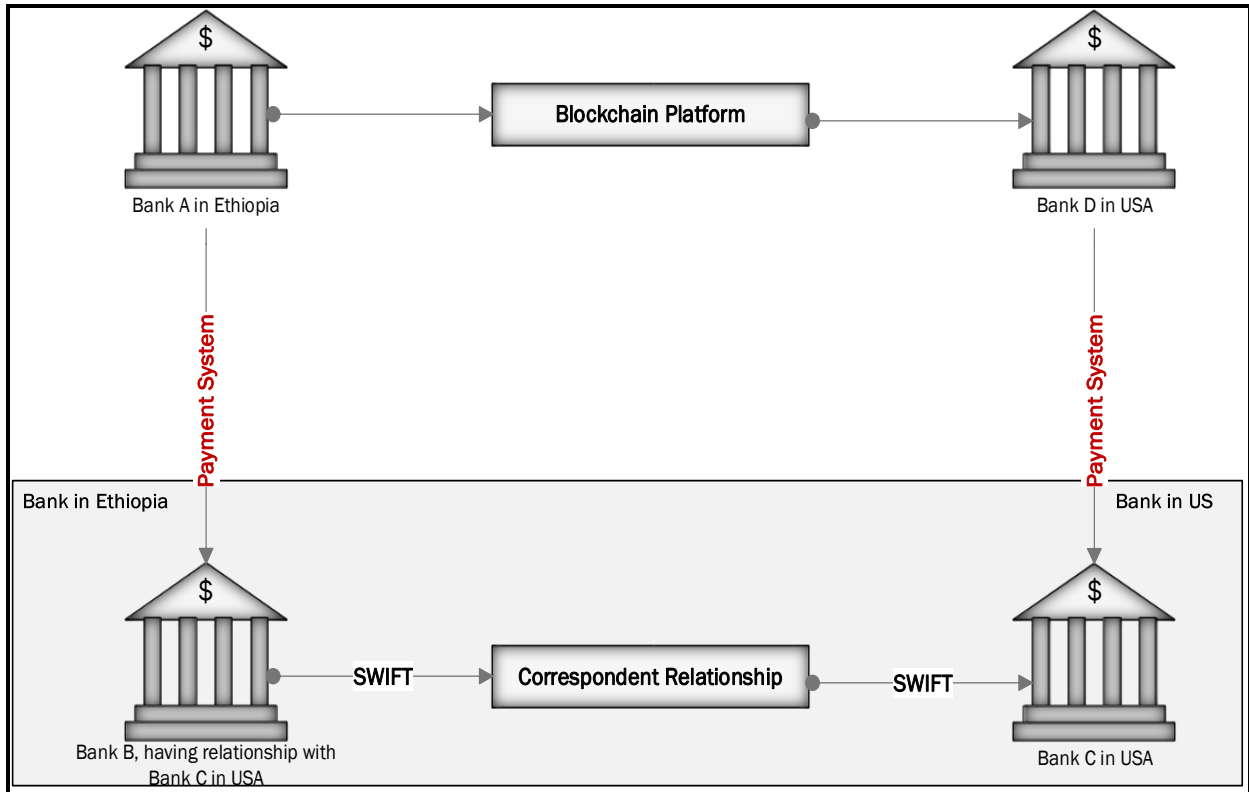 $
$
Blockchain Platform
Bank A in Ethiopia
Bank D in USA
Payment System
Payment System
Bank in Ethiopia
Bank in US
$
$
SWIFT
Correspondent Relationship
SWIFT
Bank B, having relationship with
Bank C in USA
Bank C in USA